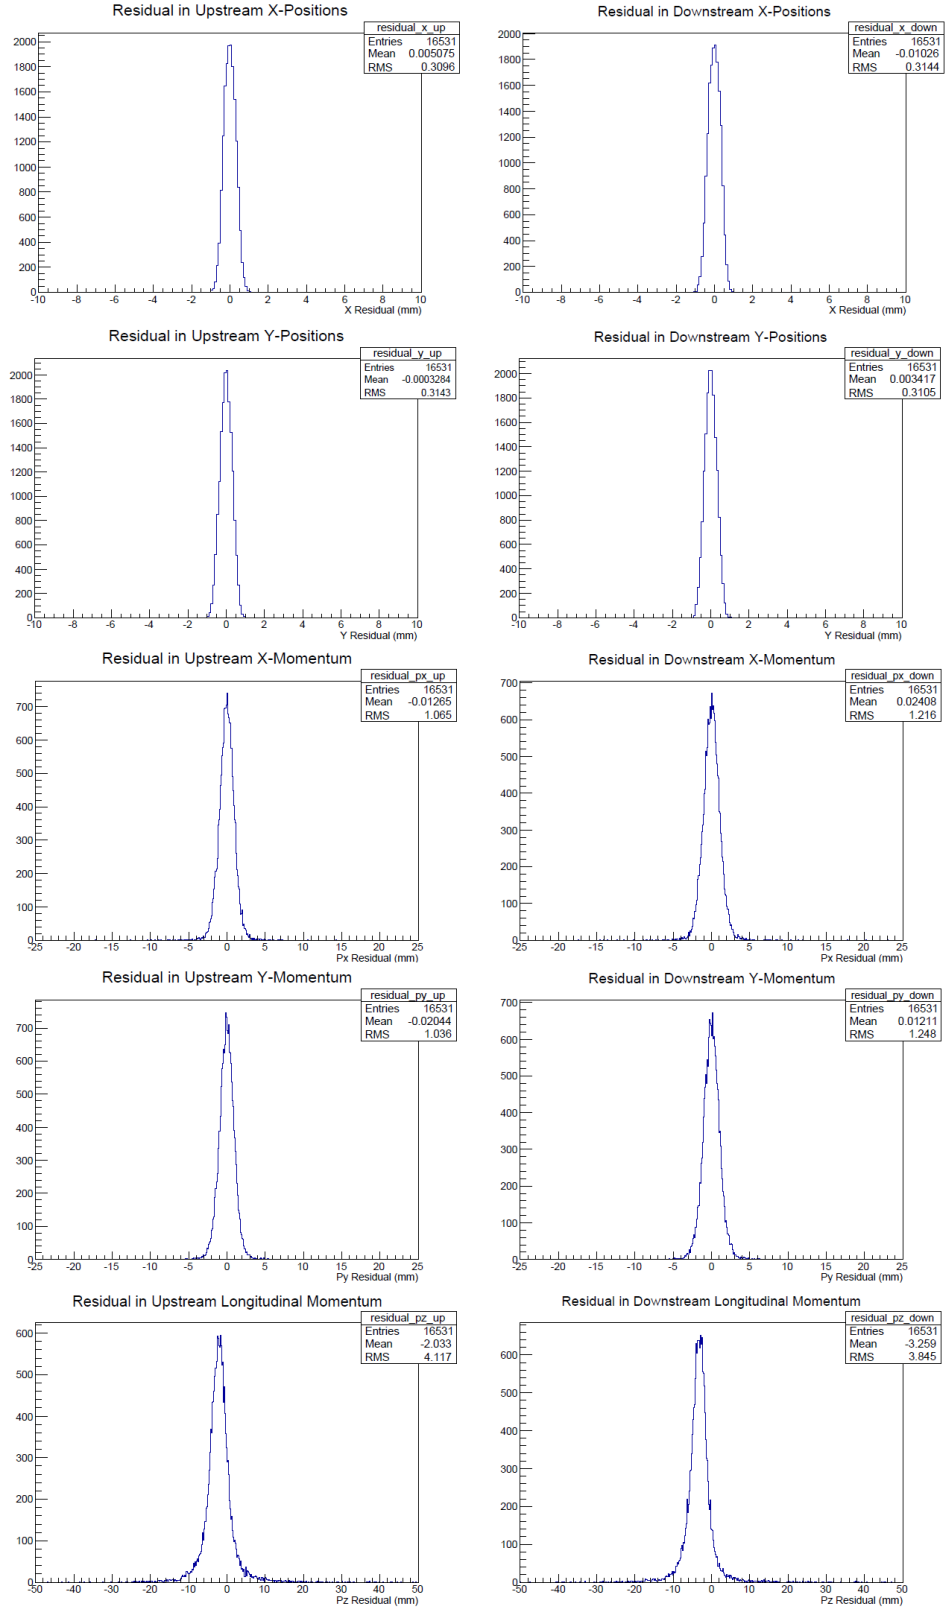 Residual in Upstream X-Positions
residual_x_up
Entries 16531
Mean 0.005075
RMS 0.3096
2000
1800
1600
1400
1200
1000
800
600
400
200
0
-10 -8 -6 -4 -2 0 2 4 6 8 10
X Residual (mm)
Residual in Downstream X-Positions
residual_x_down
Entries 16531
Mean -0.01026
RMS 0.3144
2000
1800
1600
1400
1200
1000
800
600
400
200
0
-10 -8 -6 -4 -2 0 2 4 6 8 10
X Residual (mm)
Residual in Upstream Y-Positions
residual_y_up
Entries 16531
Mean -0.0003284
RMS 0.3143
2000
1800
1600
1400
1200
1000
800
600
400
200
0
-10 -8 -6 -4 -2 0 2 4 6 8 10
Y Residual (mm)
Residual in Downstream Y-Positions
residual_y_down
Entries 16531
Mean 0.003417
RMS 0.3105
2000
1800
1600
1400
1200
1000
800
600
400
200
0
-10 -8 -6 -4 -2 0 2 4 6 8 10
Y Residual (mm)
Residual in Upstream X-Momentum
residual_px_up
Entries 16531
Mean -0.01265
RMS 1.065
700
600
500
400
300
200
100
0
-25 -20 -15 -10 -5 0 5 10 15 20 25
Px Residual (mm)
Residual in Downstream X-Momentum
residual_px_down
Entries 16531
Mean 0.02408
RMS 1.216
700
600
500
400
300
200
100
0
-25 -20 -15 -10 -5 0 5 10 15 20 25
Px Residual (mm)
Residual in Upstream Y-Momentum
residual_py_up
Entries 16531
Mean -0.02044
RMS 1.036
700
600
500
400
300
200
100
0
-25 -20 -15 -10 -5 0 5 10 15 20 25
Py Residual (mm)
Residual in Downstream Y-Momentum
residual_py_down
Entries 16531
Mean 0.01211
RMS 1.248
700
600
500
400
300
200
100
0
-25 -20 -15 -10 -5 0 5 10 15 20 25
Py Residual (mm)
Residual in Upstream Longitudinal Momentum
residual_pz_up
Entries 16531
Mean -2.033
RMS 4.117
600
500
400
300
200
100
0
-50 -40 -30 -20 -10 0 10 20 30 40 50
Pz Residual (mm)
Residual in Downstream Longitudinal Momentum
residual_pz_down
Entries 16531
Mean -3.259
RMS 3.845
600
500
400
300
200
100
0
-50 -40 -30 -20 -10 0 10 20 30 40 50
Pz Residual (mm)